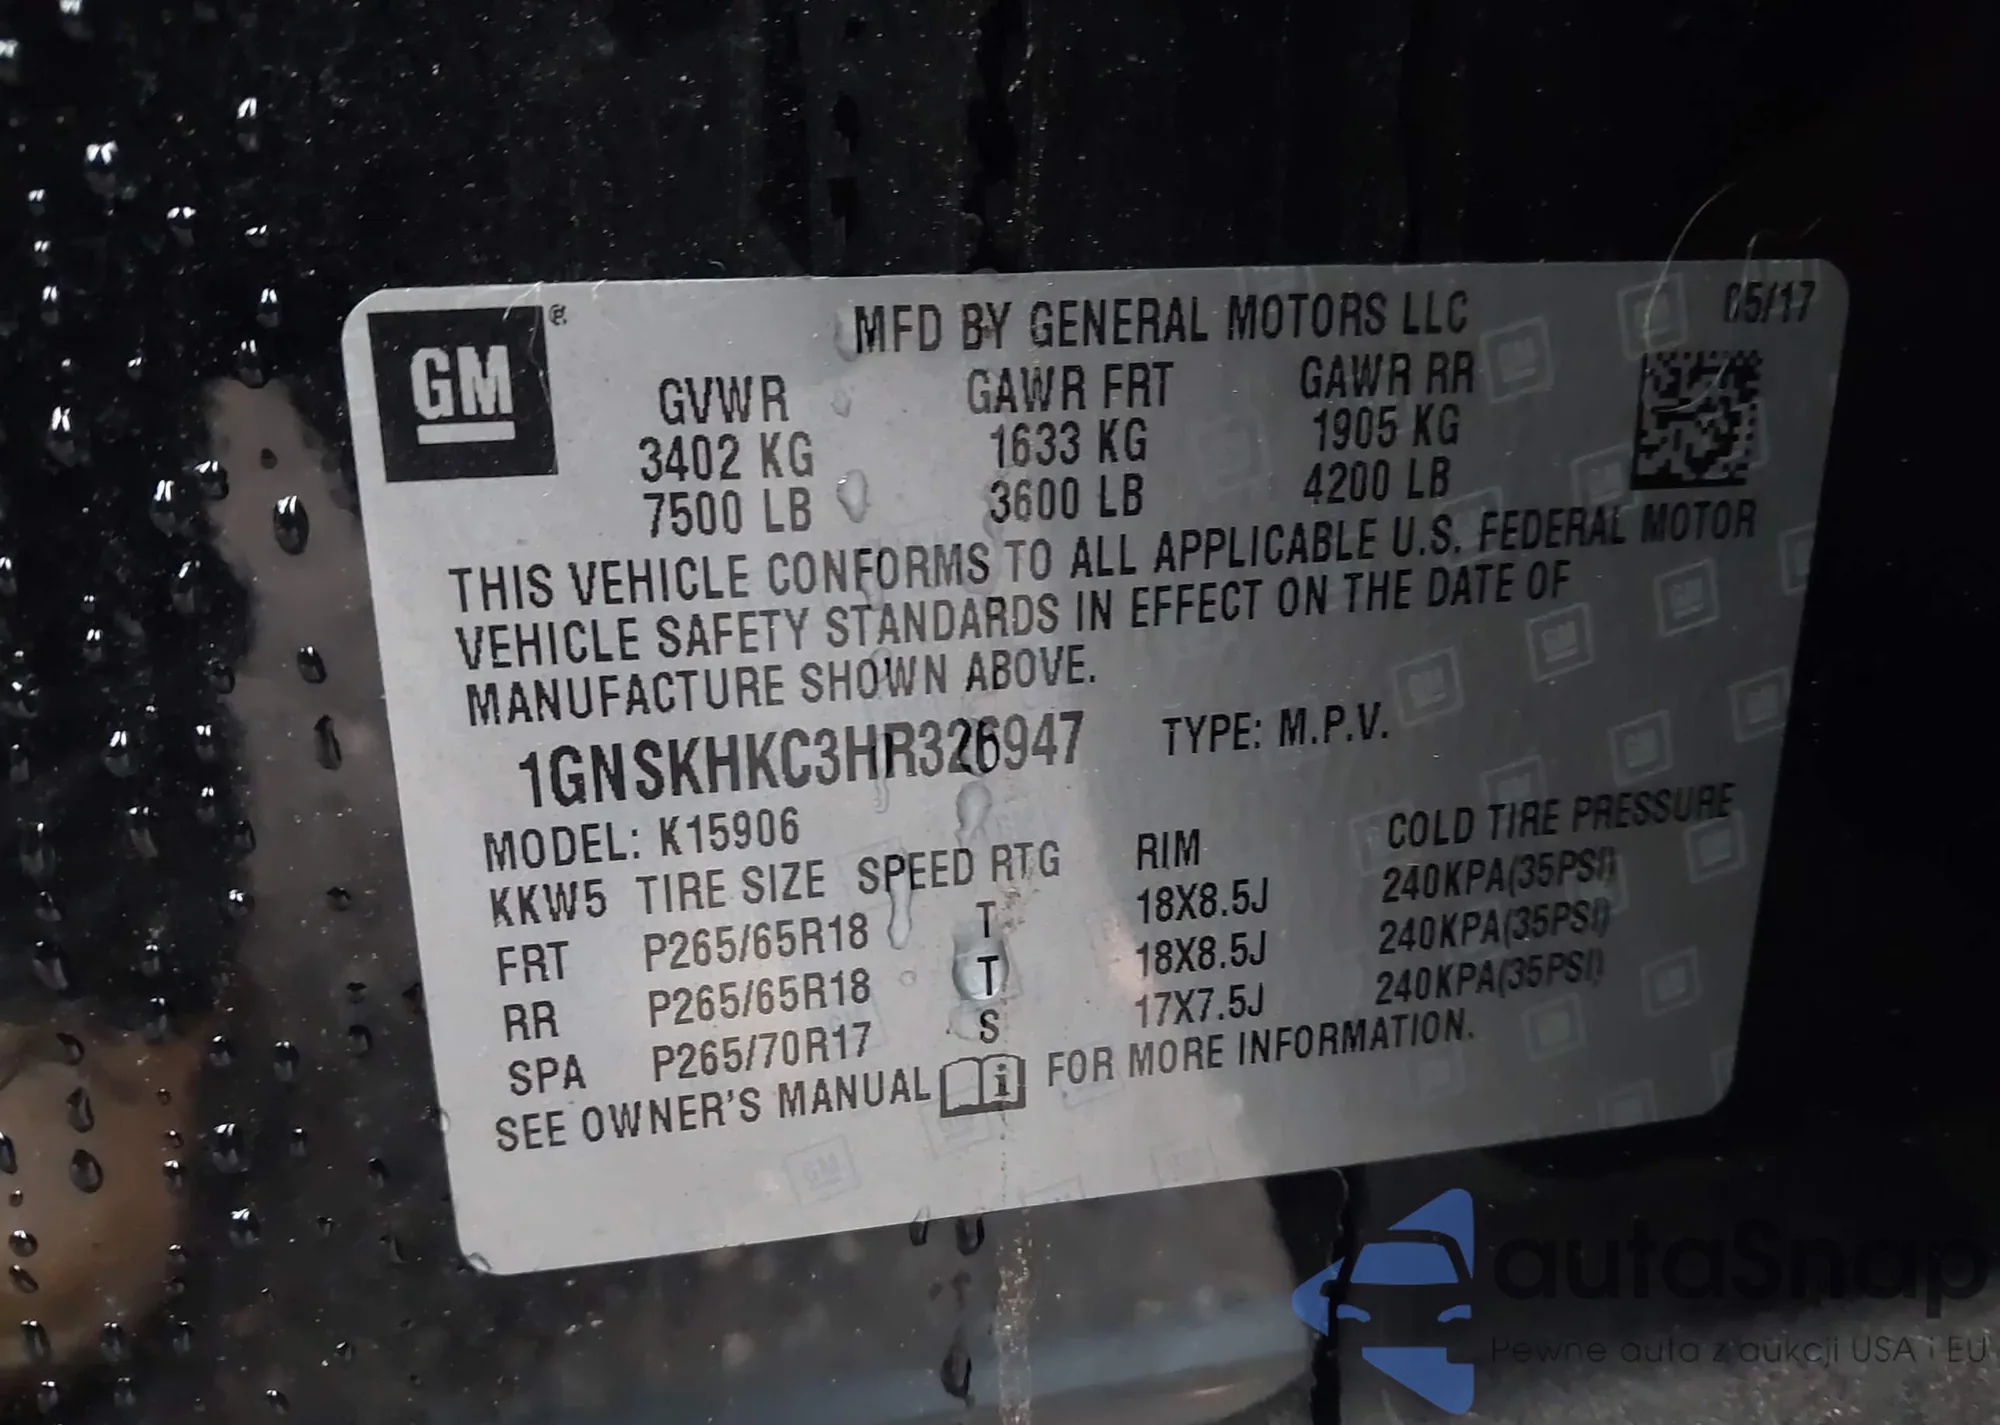 GM ®
MFD BY GENERAL MOTORS LLC 05/17
GVWR GAWR FRT GAWR RR
3402 KG 1633 KG 1905 KG
7500 LB 3600 LB 4200 LB
THIS VEHICLE CONFORMS TO ALL APPLICABLE U.S. FEDERAL MOTOR
VEHICLE SAFETY STANDARDS IN EFFECT ON THE DATE OF
MANUFACTURE SHOWN ABOVE.
1GNSKHKC3HR326947 TYPE: M.P.V.
MODEL: K15906
KKW5 TIRE SIZE SPEED RTG RIM COLD TIRE PRESSURE
FRT P265/65R18 T 18X8.5J 240KPA(35PSI)
RR P265/65R18 T 18X8.5J 240KPA(35PSI)
SPA P265/70R17 S 17X7.5J 240KPA(35PSI)
SEE OWNER'S MANUAL i FOR MORE INFORMATION.
autaSnap
Pewne auta z aukcji USA i EU